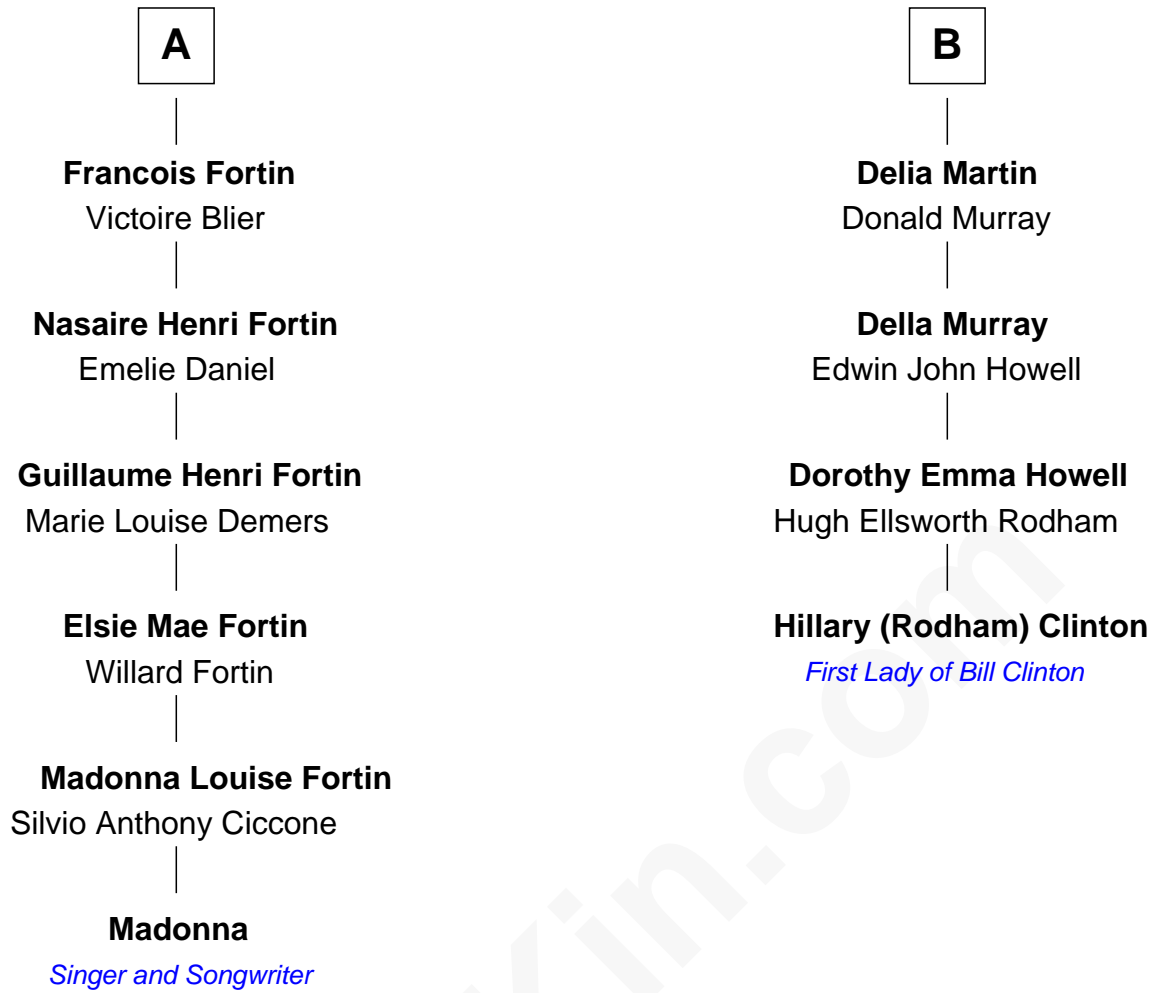 A
Francois Fortin
Victoire Blier
Nasaire Henri Fortin
Emelie Daniel
Guillaume Henri Fortin
Marie Louise Demers
Elsie Mae Fortin
Willard Fortin
Madonna Louise Fortin
Silvio Anthony Ciccone
Madonna
Singer and Songwriter
B
Delia Martin
Donald Murray
Della Murray
Edwin John Howell
Dorothy Emma Howell
Hugh Ellsworth Rodham
Hillary (Rodham) Clinton
First Lady of Bill Clinton
Kin.com